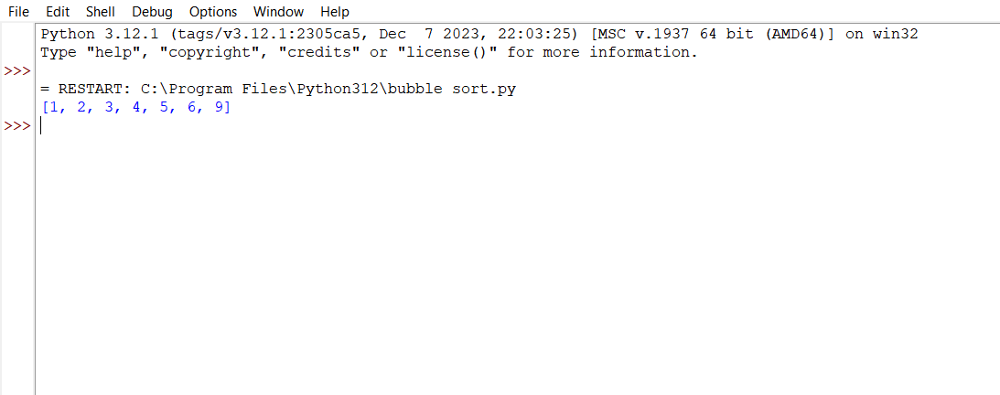 File Edit Shell Debug Options Window Help
Python 3.12.1 (tags/v3.12.1:2305ca5, Dec  7 2023, 22:03:25) [MSC v.1937 64 bit (AMD64)] on win32
Type "help", "copyright", "credits" or "license()" for more information.
>>>
= RESTART: C:\Program Files\Python312\bubble sort.py
[1, 2, 3, 4, 5, 6, 9]
>>>